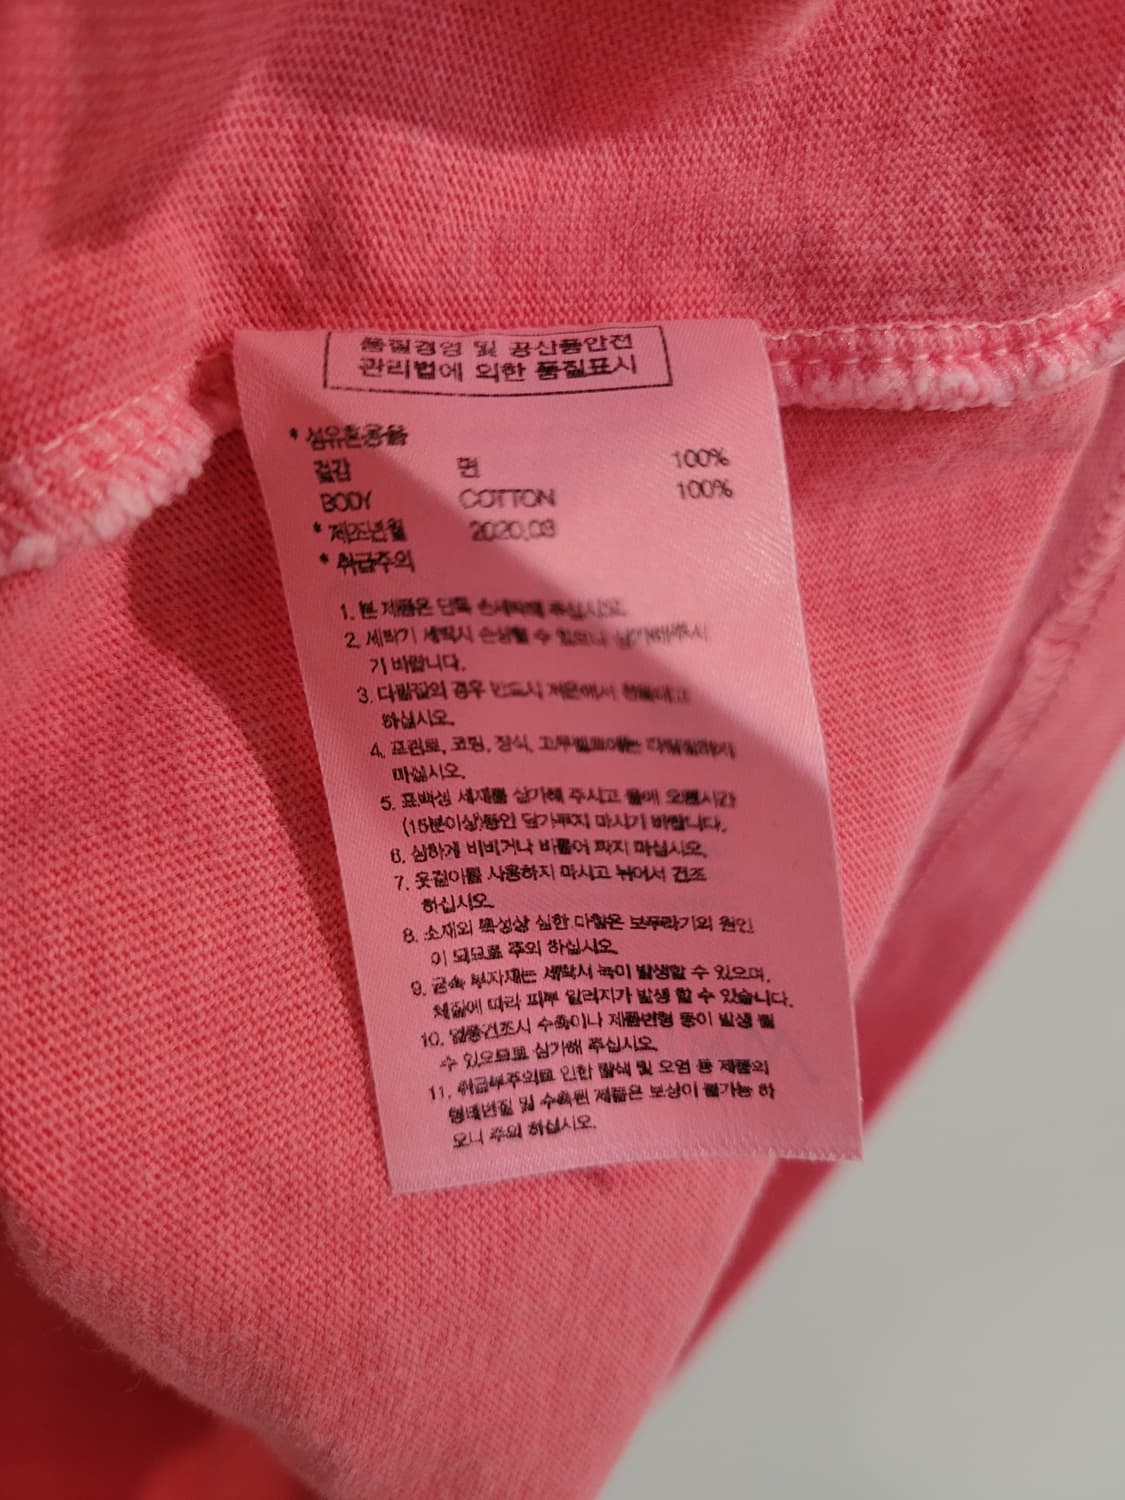 품질경영 및 공산품안전
관리법에 의한 품질표시
* 섬유혼용율
겉감 면 100%
BODY COTTON 100%
* 제조년월 2020.03
* 취급주의
1. 본 제품은 단독 손세탁해 주십시오.
2. 세탁기 세탁시 손상될 수 있으니 삼가해주시
기 바랍니다.
3. 다림질의 경우 반드시 저온에서 천을대고
하십시오.
4. 프린트, 코팅, 장식, 고무벨트에는 다림질하지
마십시오.
5. 표백성 세제를 삼가해 주시고 물에 오랜시간
(15분이상)동안 담가두지 마시기 바랍니다.
6. 심하게 비비거나 비틀어 짜지 마십시오.
7. 옷걸이를 사용하지 마시고 뉘어서 건조
하십시오.
8. 소재의 특성상 심한 마찰은 보푸라기의 원인
이 되므로 주의 하십시오.
9. 금속 부자재는 세탁시 녹이 발생할 수 있으며,
체질에 따라 피부 알러지가 발생 할 수 있습니다.
10. 열풍건조시 수축이나 제품변형 등이 발생 될
수 있으므로 삼가해 주십시오.
11. 취급부주의로 인한 탈색 및 오염 등 제품의
형태변질 및 수축된 제품은 보상이 불가능 하
오니 주의 하십시오.